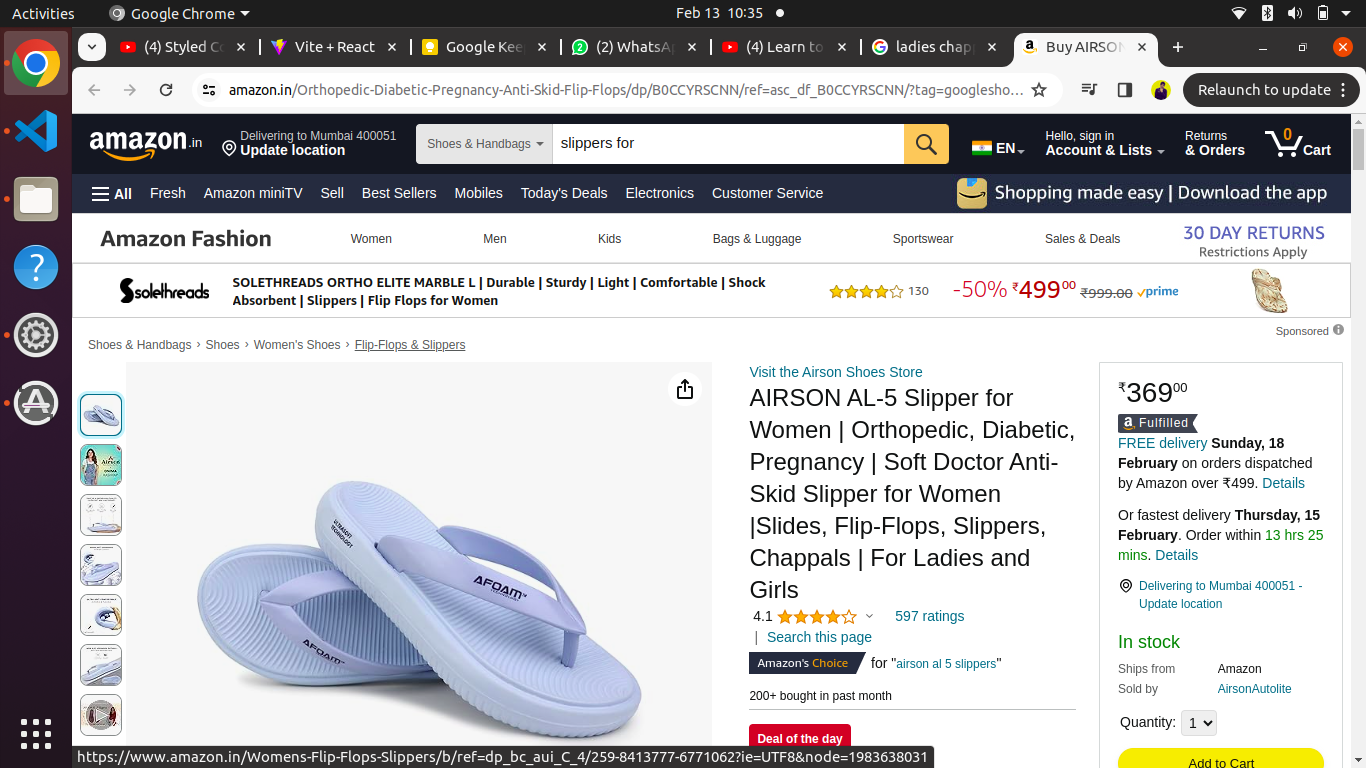 Activities
Google Chrome
Feb 13 10:35
(4) Styled Co
Vite + React
Google Kee
(2) WhatsAp
(4) Learn to
ladies chap
Buy AIRSON
amazon.in/Orthopedic-Diabetic-Pregnancy-Anti-Skid-Flip-Flops/dp/B0CCYRSCNN/ref=asc_df_B0CCYRSCNN/?tag=googlesho...
Relaunch to update
amazon.in
Delivering to Mumbai 400051
Update location
Shoes & Handbags
slippers for
EN
Hello, sign in
Account & Lists
Returns
& Orders
0
Cart
All
Fresh
Amazon miniTV
Sell
Best Sellers
Mobiles
Today's Deals
Electronics
Customer Service
Shopping made easy | Download the app
Amazon Fashion
Women
Men
Kids
Bags & Luggage
Sportswear
Sales & Deals
30 DAY RETURNS
Restrictions Apply
solethreads
SOLETHREADS ORTHO ELITE MARBLE L | Durable | Sturdy | Light | Comfortable | Shock
Absorbent | Slippers | Flip Flops for Women
130
-50% ₹49900 ₹999.00 prime
Sponsored
Shoes & Handbags › Shoes › Women's Shoes › Flip-Flops & Slippers
ULTRASOFT
TECHNOLOGY
AFOAM™
AFOAM™
Visit the Airson Shoes Store
AIRSON AL-5 Slipper for
Women | Orthopedic, Diabetic,
Pregnancy | Soft Doctor Anti-
Skid Slipper for Women
|Slides, Flip-Flops, Slippers,
Chappals | For Ladies and
Girls
4.1
597 ratings
| Search this page
Amazon's Choice for "airson al 5 slippers"
200+ bought in past month
Deal of the day
₹36900
a Fulfilled
FREE delivery Sunday, 18
February on orders dispatched
by Amazon over ₹499. Details
Or fastest delivery Thursday, 15
February. Order within 13 hrs 25
mins. Details
Delivering to Mumbai 400051 -
Update location
In stock
Ships from Amazon
Sold by AirsonAutolite
Quantity: 1
Add to Cart
https://www.amazon.in/Womens-Flip-Flops-Slippers/b/ref=dp_bc_aui_C_4/259-8413777-6771062?ie=UTF8&node=1983638031